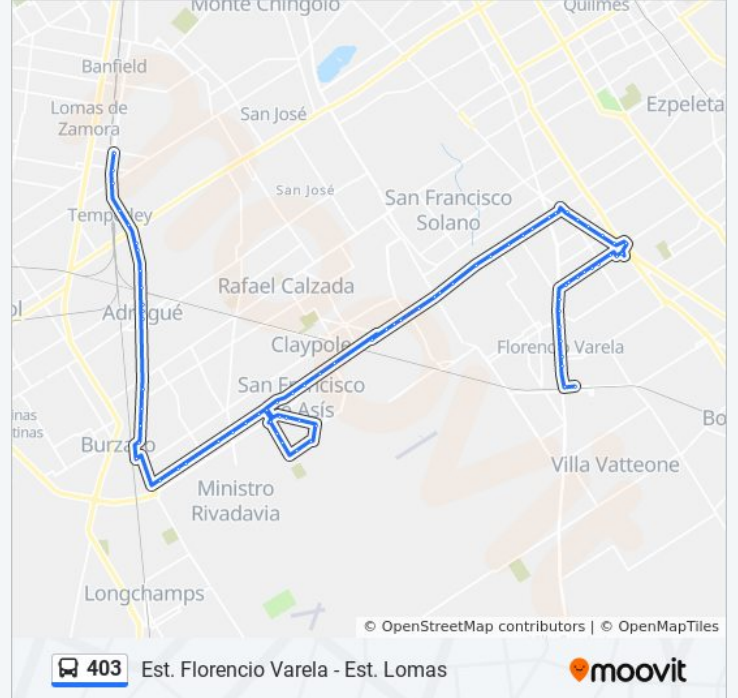 Monte Chingolo
Quilmes
Banfield
Lomas de
Zamora
San José
Ezpeleta
San José
San Francisco
Solano
Temperley
Rafael Calzada
Adrogué
Claypole
Florencio Varela
San Francisco
de Asís
Burzaco
Bo
Villa Vatteone
Ministro
Rivadavia
Longchamps
© OpenStreetMap contributors | © OpenMapTiles
403 Est. Florencio Varela - Est. Lomas
moovit